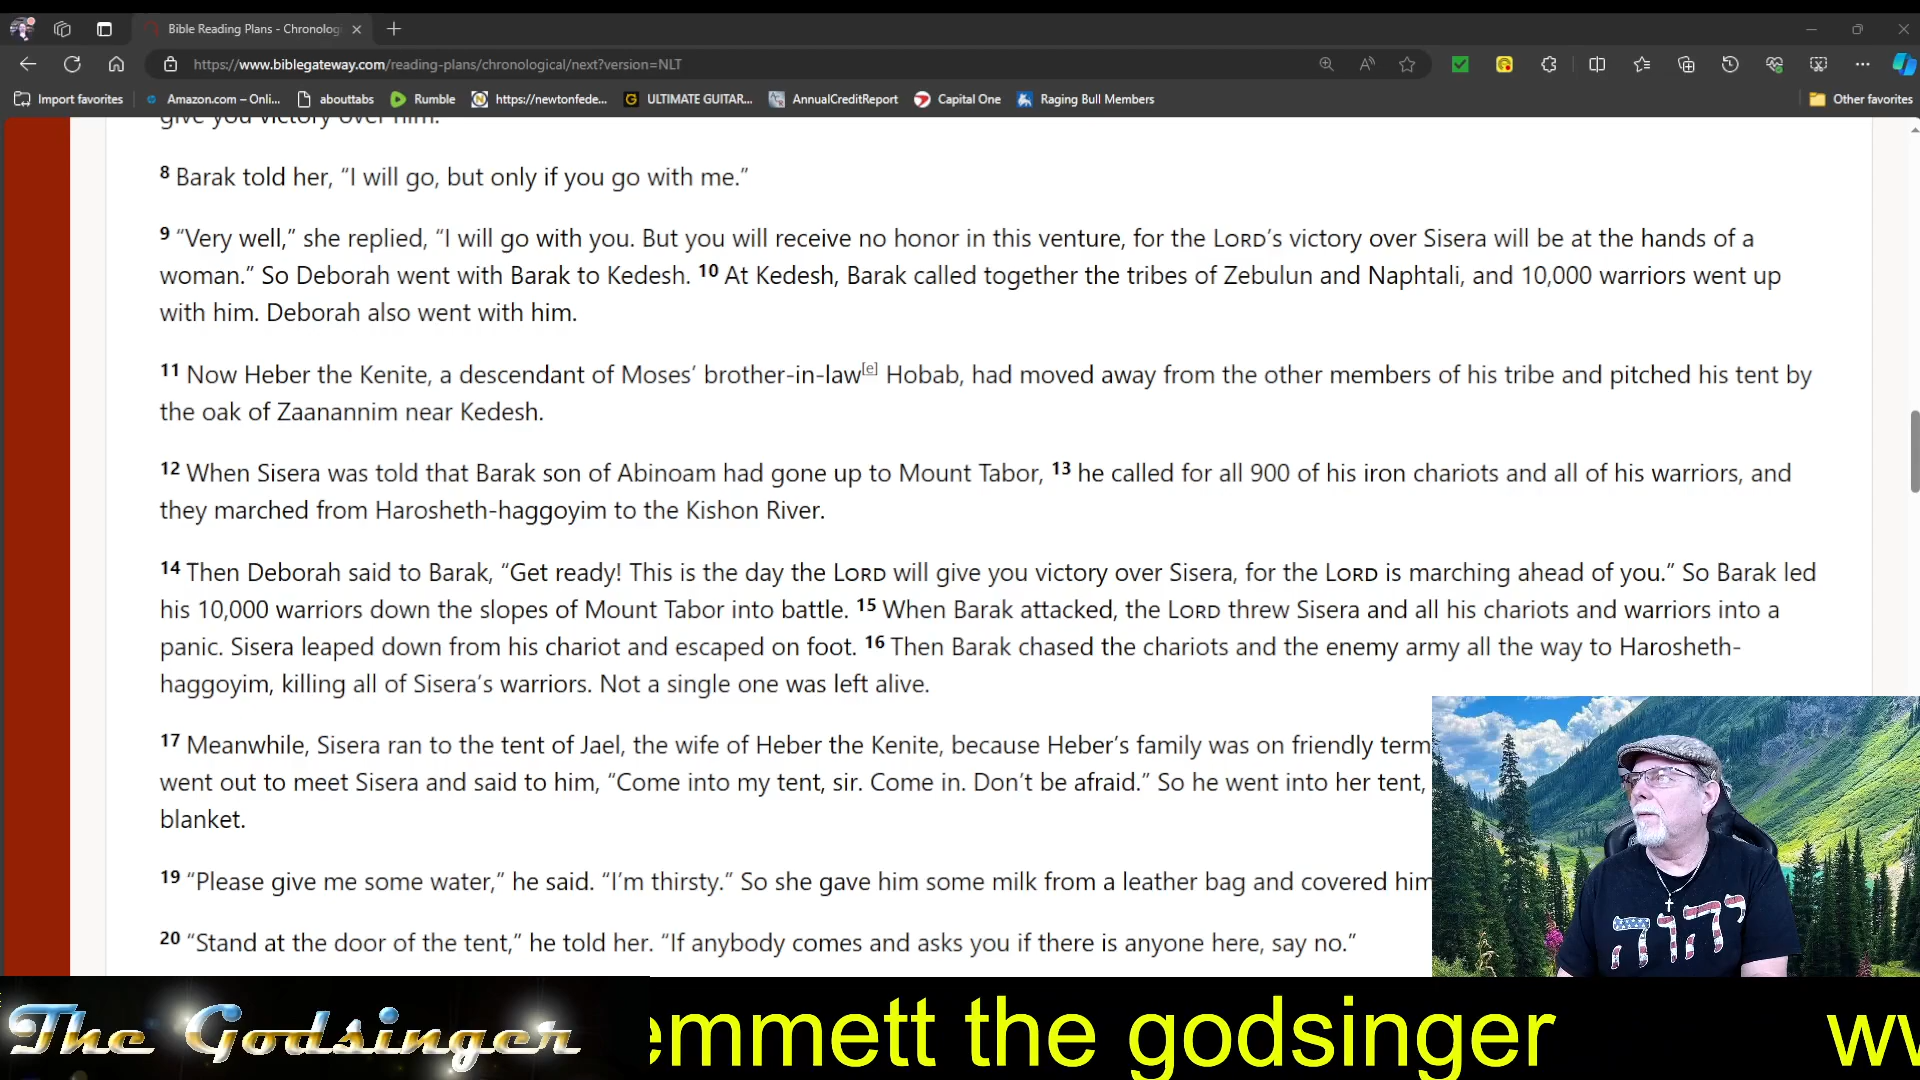 Bible Reading Plans - Chronologi
https://www.biblegateway.com/reading-plans/chronological/next?version=NLT
Import favorites
Amazon.com – Onli...
abouttabs
Rumble
https://newtonfede...
ULTIMATE GUITAR...
AnnualCreditReport
Capital One
Raging Bull Members
Other favorites
give you victory over him.”
8 Barak told her, “I will go, but only if you go with me.”
9 “Very well,” she replied, “I will go with you. But you will receive no honor in this venture, for the LORD’s victory over Sisera will be at the hands of a
woman.” So Deborah went with Barak to Kedesh. 10 At Kedesh, Barak called together the tribes of Zebulun and Naphtali, and 10,000 warriors went up
with him. Deborah also went with him.
11 Now Heber the Kenite, a descendant of Moses’ brother-in-law[e] Hobab, had moved away from the other members of his tribe and pitched his tent by
the oak of Zaanannim near Kedesh.
12 When Sisera was told that Barak son of Abinoam had gone up to Mount Tabor, 13 he called for all 900 of his iron chariots and all of his warriors, and
they marched from Harosheth-haggoyim to the Kishon River.
14 Then Deborah said to Barak, “Get ready! This is the day the LORD will give you victory over Sisera, for the LORD is marching ahead of you.” So Barak led
his 10,000 warriors down the slopes of Mount Tabor into battle. 15 When Barak attacked, the LORD threw Sisera and all his chariots and warriors into a
panic. Sisera leaped down from his chariot and escaped on foot. 16 Then Barak chased the chariots and the enemy army all the way to Harosheth-
haggoyim, killing all of Sisera’s warriors. Not a single one was left alive.
17 Meanwhile, Sisera ran to the tent of Jael, the wife of Heber the Kenite, because Heber’s family was on friendly term
went out to meet Sisera and said to him, “Come into my tent, sir. Come in. Don’t be afraid.” So he went into her tent,
blanket.
19 “Please give me some water,” he said. “I’m thirsty.” So she gave him some milk from a leather bag and covered him
20 “Stand at the door of the tent,” he told her. “If anybody comes and asks you if there is anyone here, say no.”
יהוה
The Godsinger
emmett the godsinger